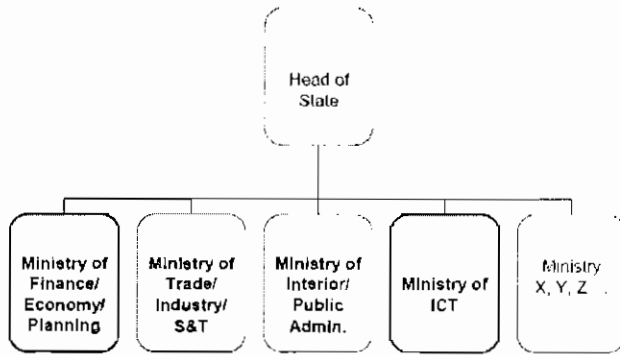 Head of
State
Ministry of
Finance/
Economy/
Planning
Ministry of
Trade/
Industry/
S&T
Ministry of
Interior/
Public
Admin.
Ministry of
ICT
Ministry
X, Y, Z